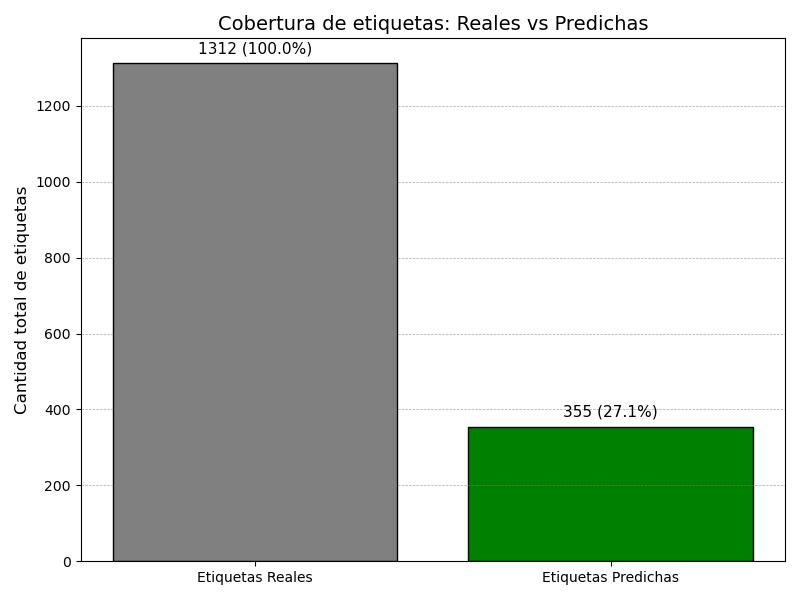 Cobertura de etiquetas: Reales vs Predichas
1312 (100.0%)
355 (27.1%)
Cantidad total de etiquetas
1200
1000
800
600
400
200
0
Etiquetas Reales
Etiquetas Predichas